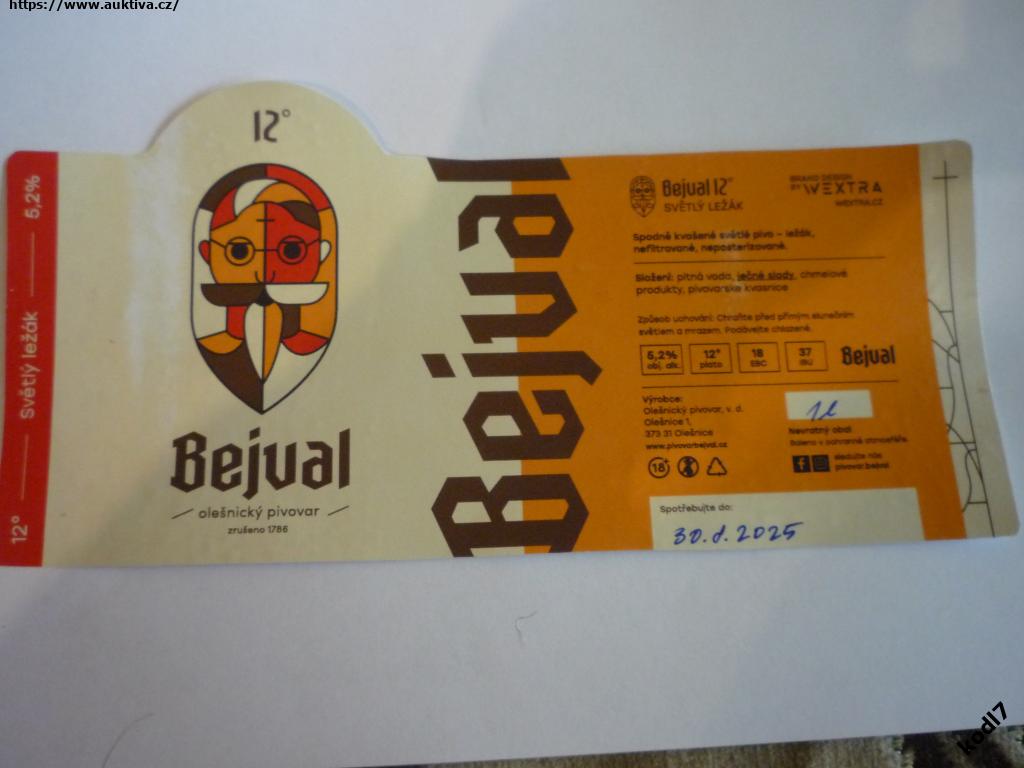 https://www.auktiva.cz/
12°
Světlý ležák
5,2%
12°
Bejval
olešnický pivovar
zrušeno 1786
Bejval
Bejval 12°
SVĚTLÝ LEŽÁK
BRAND DESIGN
BY WEXTRA
WEXTRA.CZ
Spodně kvašené světlé pivo – ležák,
nefiltrované, nepasterizované.
Složení: pitná voda, ječné slady, chmelové
produkty, pivovarské kvasnice
Způsob uchování: Chraňte před přímým slunečním
světlem a mrazem. Podávejte chlazené.
5,2%
obj. alk.
12°
plato
18
EBC
37
IBU
Bejval
Výrobce:
Olešnický pivovar, v. d.
Olešnice 1,
373 31 Olešnice
www.pivovarbejval.cz
18+
1l
Nevratný obal
Baleno v ochranné atmosféře.
sledujte nás
pivovar.bejval
Spotřebujte do:
30.8.2025
kodl7